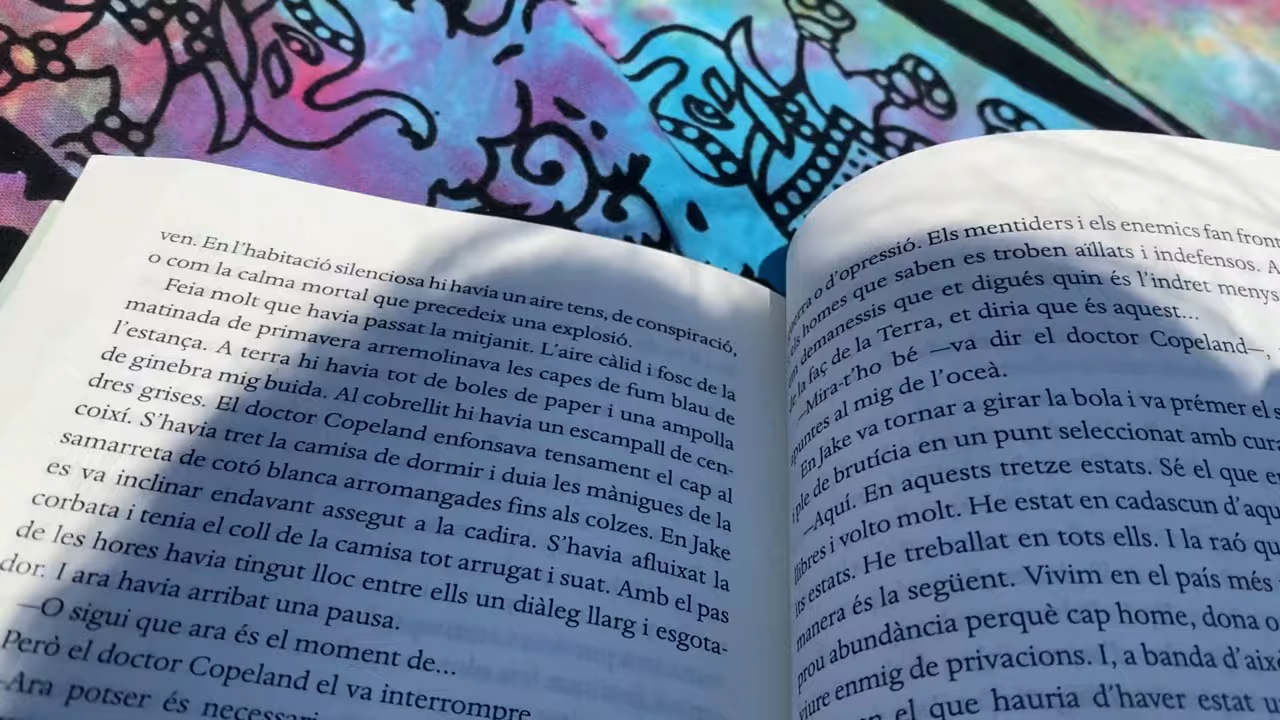 ven. En l'habitació silenciosa hi havia un aire tens, de conspiració,
o com la calma mortal que precedeix una explosió.
Feia molt que havia passat la mitjanit. L'aire càlid i fosc de la
matinada de primavera arremolinava les capes de fum blau de
l'estança. A terra hi havia tot de boles de paper i una ampolla
de ginebra mig buida. Al cobrellit hi havia un escampall de cen-
dres grises. El doctor Copeland enfonsava tensament el cap al
coixí. S'havia tret la camisa de dormir i duia les mànigues de la
samarreta de cotó blanca arromangades fins als colzes. En Jake
es va inclinar endavant assegut a la cadira. S'havia afluixat la
corbata i tenia el coll de la camisa tot arrugat i suat. Amb el pas
de les hores havia tingut lloc entre ells un diàleg llarg i esgota-
dor. I ara havia arribat una pausa.
—O sigui que ara és el moment de...
Però el doctor Copeland el va interrompre.
—Ara potser és
o d'opressió. Els mentiders i els enemics fan
homes que saben es troben aïllats i indefensos.
demanessis que et digués quin és l'indret menys
de la faç de la Terra, et diria que és aquest...
—Mira-t'ho bé —va dir el doctor Copeland—,
puntes al mig de l'oceà.
En Jake va tornar a girar la bola i va prémer el
ple de brutícia en un punt seleccionat amb
—Aquí. En aquests tretze estats. Sé el que
llibres i volto molt. He estat en cadascun
estats. He treballat en tots ells. I la raó
manera és la següent. Vivim en el país més
prou abundància perquè cap home, dona o
viure enmig de privacions. I, a banda
en el que hauria d'haver estat